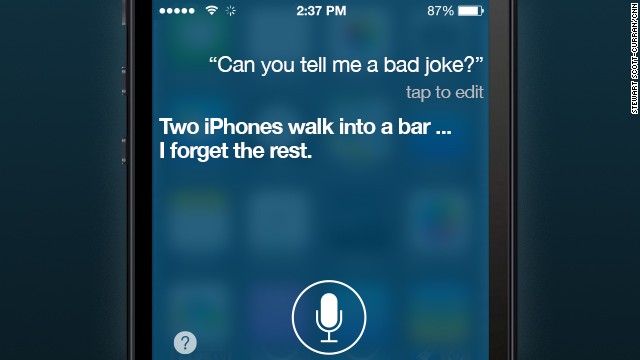 2:37 PM
87%
“Can you tell me a bad joke?”
tap to edit
Two iPhones walk into a bar ...
I forget the rest.
?
STEWART SCOTT-CURRAN/CNN